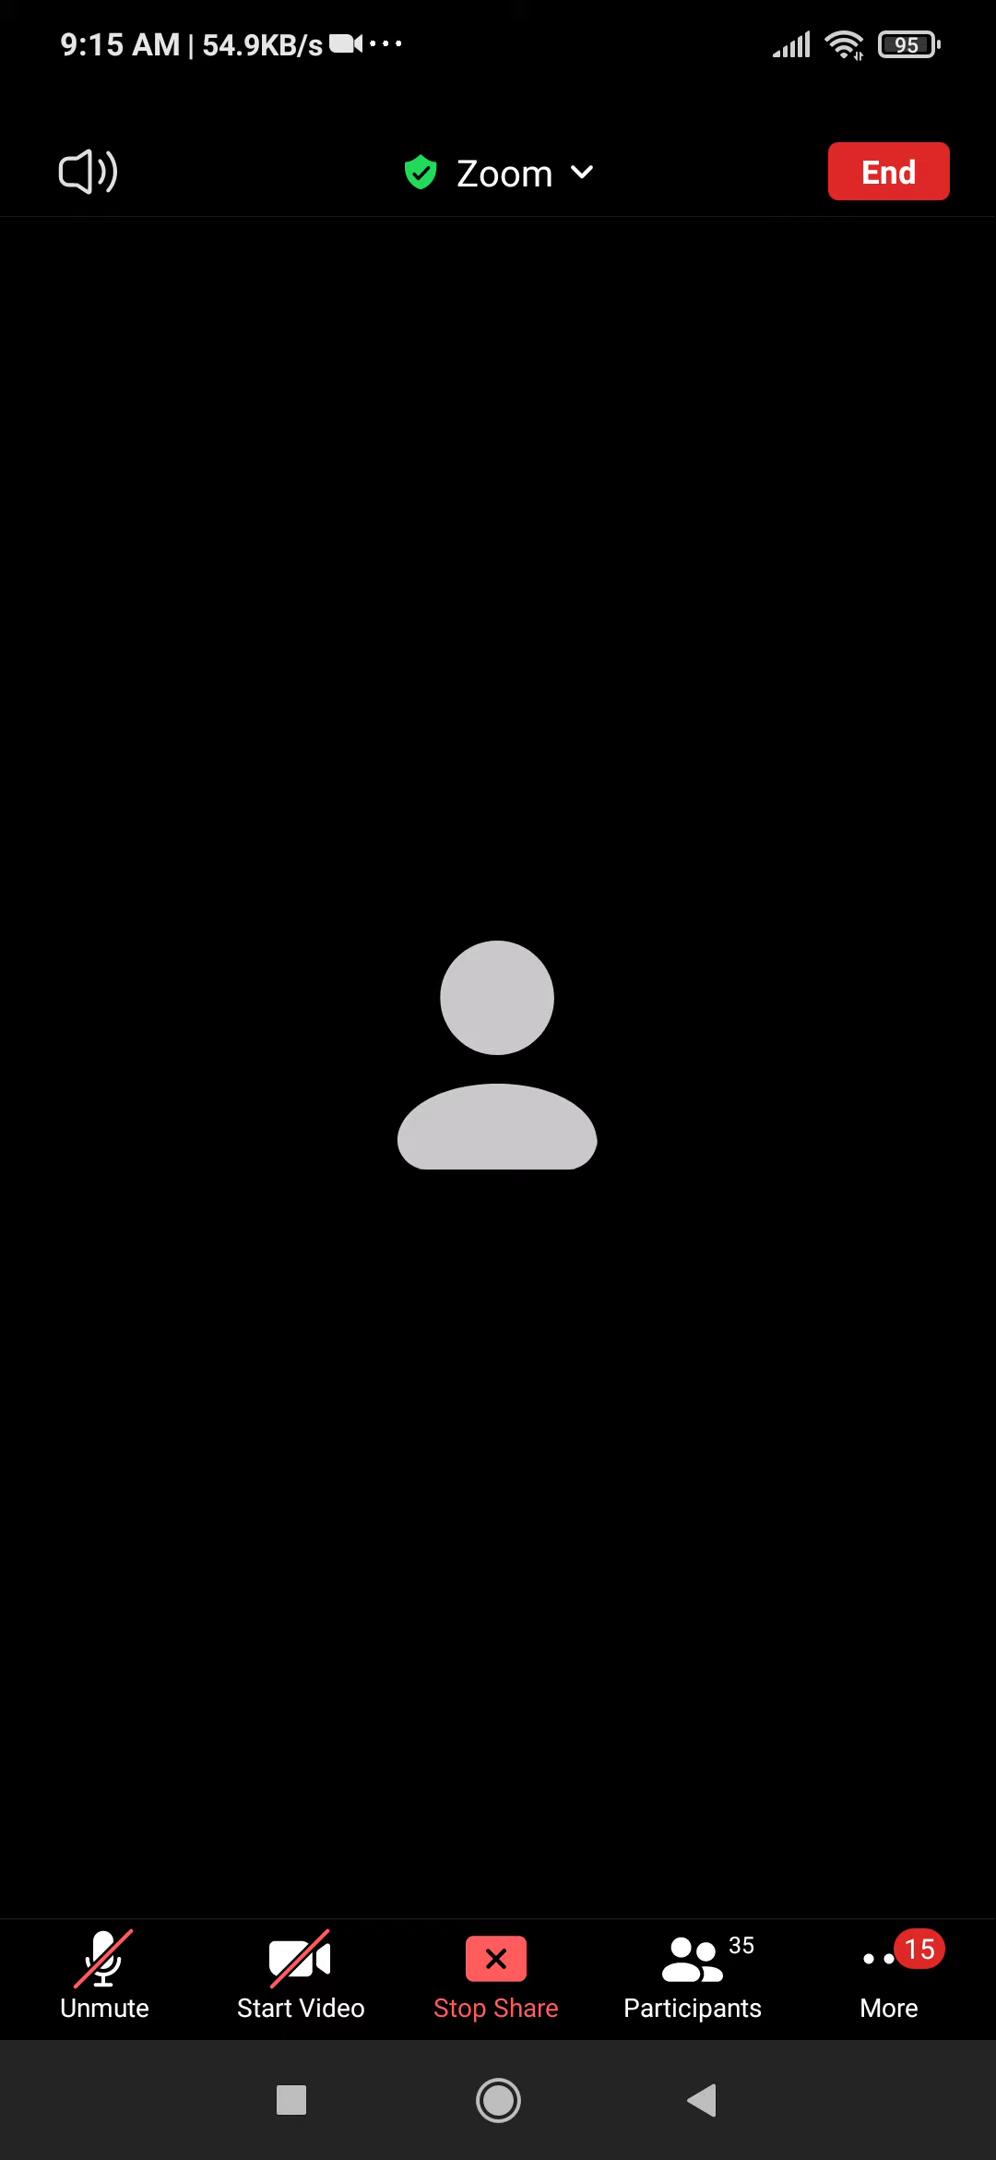 9:15 AM | 54.9KB/s ...
95
Zoom
End
35
15
Unmute
Start Video
Stop Share
Participants
More